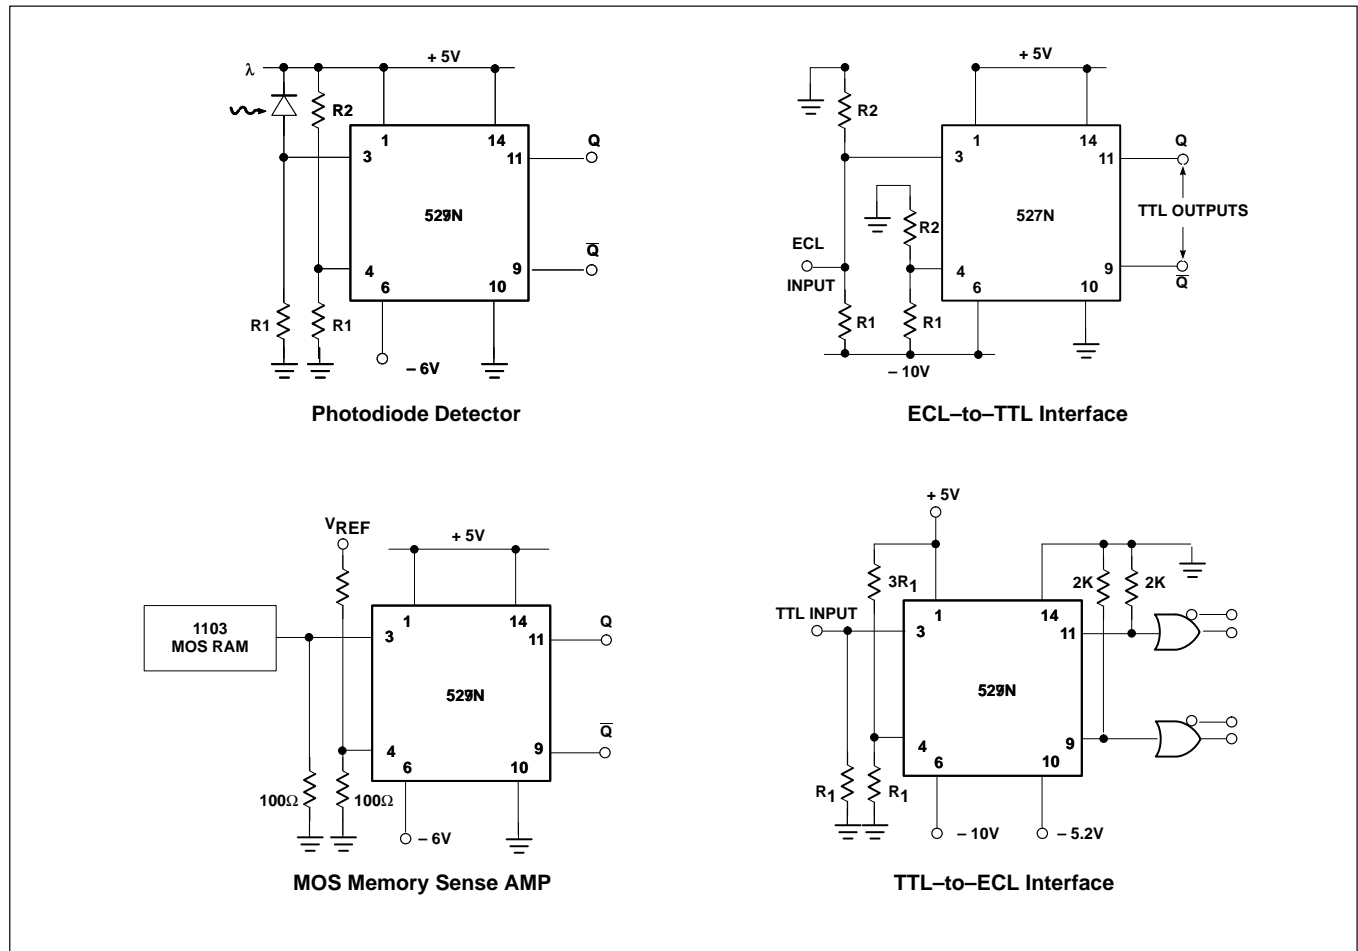 + 5V
λ
R2
1
14
Q
3
11
529N
Q̅
4
9
6
10
R1
R1
– 6V
Photodiode Detector
+ 5V
R2
1
14
Q
3
11
527N
R2
TTL OUTPUTS
ECL
INPUT
4
9
6
10
Q̅
R1
R1
– 10V
ECL–to–TTL Interface
VREF
+ 5V
1103
MOS RAM
1
14
Q
3
11
529N
Q̅
4
9
6
10
100Ω
100Ω
– 6V
MOS Memory Sense AMP
+ 5V
3R1
2K
2K
TTL INPUT
1
14
3
11
529N
4
9
6
10
R1
R1
– 10V
– 5.2V
TTL–to–ECL Interface